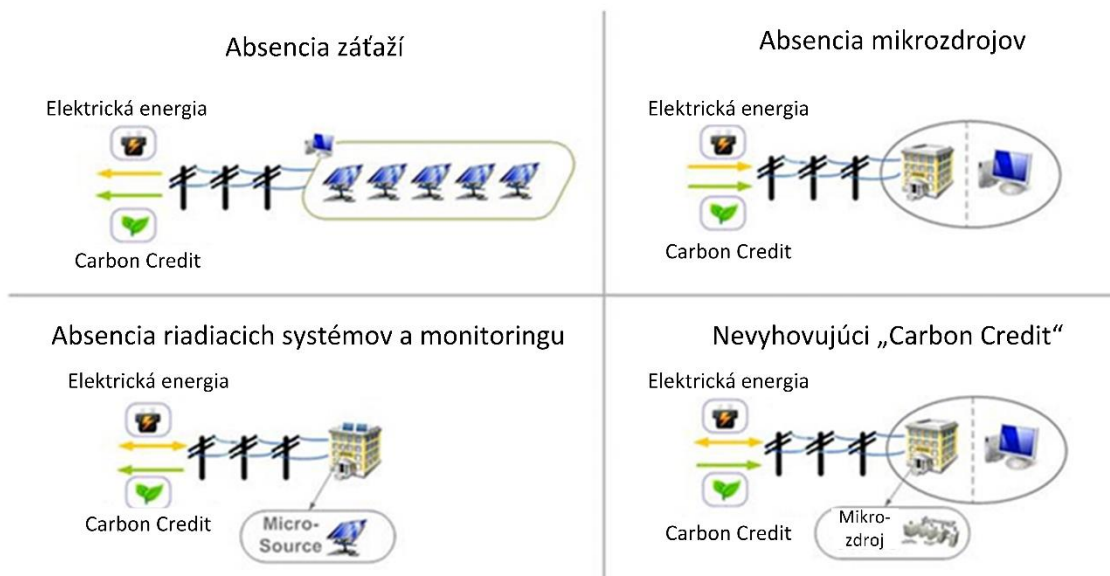 Absencia záťaží
Elektrická energia
Carbon Credit
Absencia mikrozdrojov
Elektrická energia
Carbon Credit
Absencia riadiacich systémov a monitoringu
Elektrická energia
Carbon Credit
Micro-
Source
Nevyhovujúci „Carbon Credit“
Elektrická energia
Carbon Credit
Mikro-
zdroj